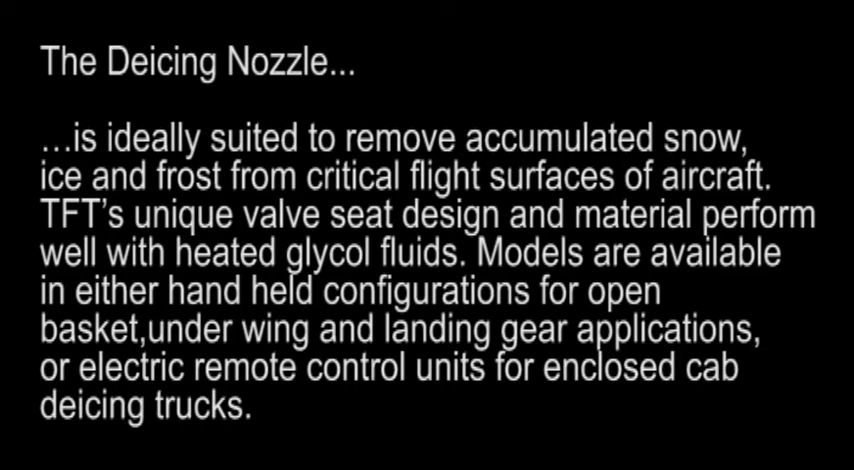 The Deicing Nozzle...
...is ideally suited to remove accumulated snow,
ice and frost from critical flight surfaces of aircraft.
TFT’s unique valve seat design and material perform
well with heated glycol fluids. Models are available
in either hand held configurations for open
basket,under wing and landing gear applications,
or electric remote control units for enclosed cab
deicing trucks.